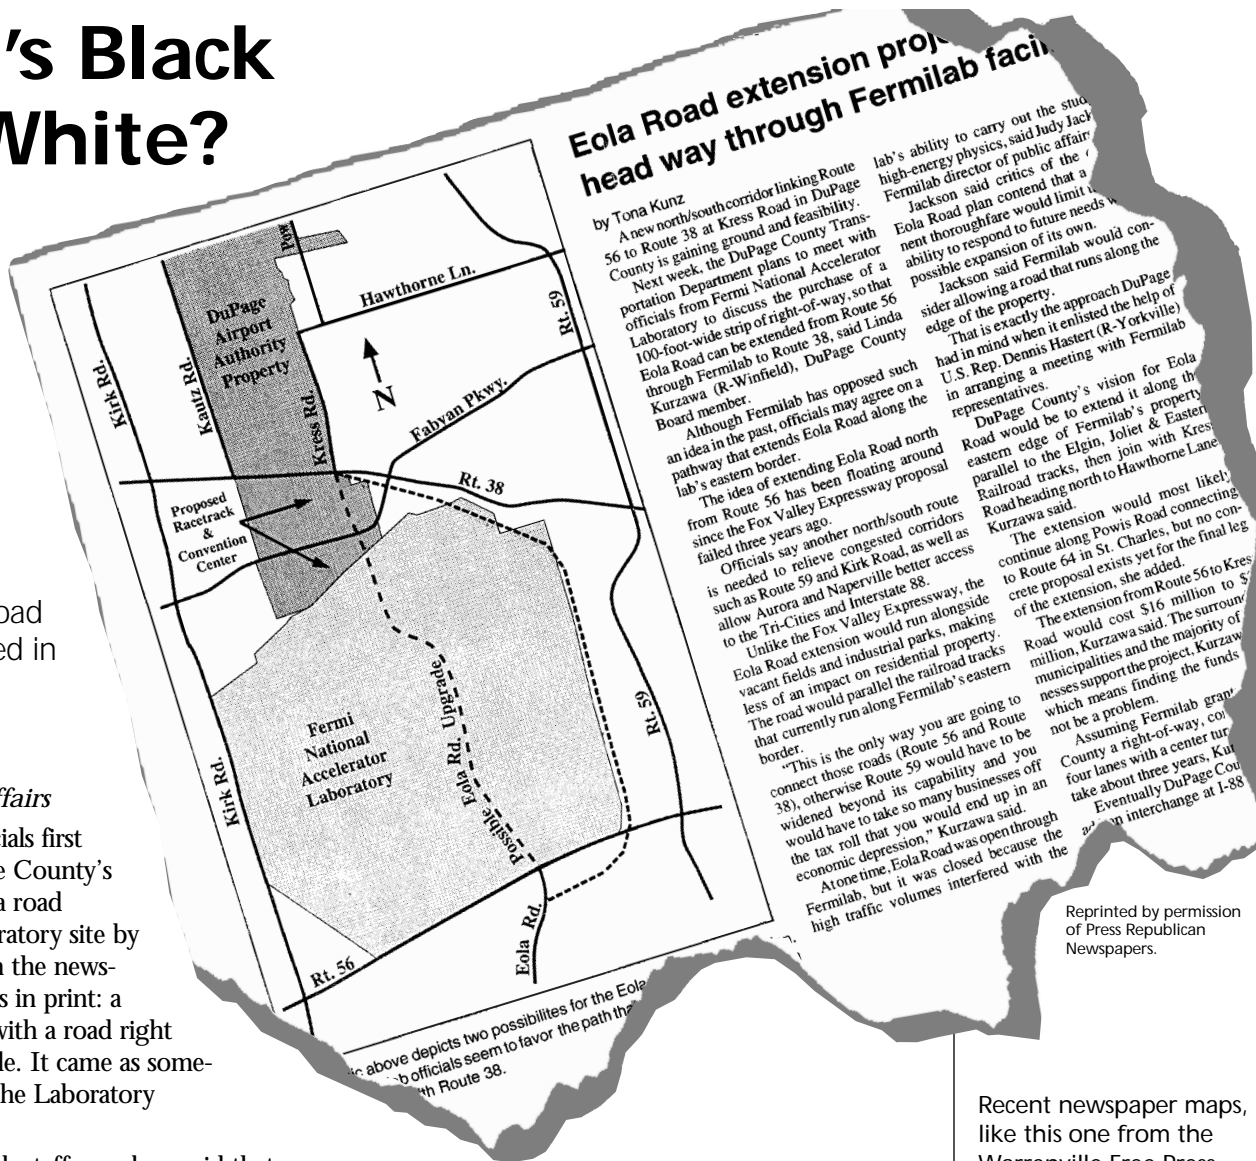 ’s Black
White?
oad
ed in
ffairs
cials first
e County’s
a road
ratory site by
n the news-
s in print: a
with a road right
le. It came as some-
he Laboratory
Kirk Rd.
Kautz Rd.
DuPage
Airport
Authority
Property
Pow
Hawthorne Ln.
Rt. 59
N
Kress Rd.
Fabyan Pkwy.
Rt. 38
Proposed
Racetrack
&
Convention
Center
Fermi
National
Accelerator
Laboratory
Possible Eola Rd. Upgrade
Rt. 59
Kirk Rd.
Rt. 56
Eola Rd.
ic above depicts two possibilites for the Eola
b officials seem to favor the path tha
th Route 38.
Eola Road extension proje
head way through Fermilab facil
by Tona Kunz
A new north/south corridor linking Route
56 to Route 38 at Kress Road in DuPage
County is gaining ground and feasibility.
Next week, the DuPage County Trans-
portation Department plans to meet with
officials from Fermi National Accelerator
Laboratory to discuss the purchase of a
100-foot-wide strip of right-of-way, so that
Eola Road can be extended from Route 56
through Fermilab to Route 38, said Linda
Kurzawa (R-Winfield), DuPage County
Board member.
Although Fermilab has opposed such
an idea in the past, officials may agree on a
pathway that extends Eola Road along the
lab’s eastern border.
The idea of extending Eola Road north
from Route 56 has been floating around
since the Fox Valley Expressway proposal
failed three years ago.
Officials say another north/south route
is needed to relieve congested corridors
such as Route 59 and Kirk Road, as well as
allow Aurora and Naperville better access
to the Tri-Cities and Interstate 88.
Unlike the Fox Valley Expressway, the
Eola Road extension would run alongside
vacant fields and industrial parks, making
less of an impact on residential property.
The road would parallel the railroad tracks
that currently run along Fermilab’s eastern
border.
“This is the only way you are going to
connect those roads (Route 56 and Route
38), otherwise Route 59 would have to be
widened beyond its capability and you
would have to take so many businesses off
the tax roll that you would end up in an
economic depression,” Kurzawa said.
At one time, Eola Road was open through
Fermilab, but it was closed because the
high traffic volumes interfered with the
lab’s ability to carry out the stud
high-energy physics, said Judy Jack
Fermilab director of public affairs
Jackson said critics of the
Eola Road plan contend that a
nent thoroughfare would limit
ability to respond to future needs
possible expansion of its own.
Jackson said Fermilab would con-
sider allowing a road that runs along the
edge of the property.
That is exactly the approach DuPage
had in mind when it enlisted the help of
U.S. Rep. Dennis Hastert (R-Yorkville)
in arranging a meeting with Fermilab
representatives.
DuPage County’s vision for Eola
Road would be to extend it along the
eastern edge of Fermilab’s property
parallel to the Elgin, Joliet & Eastern
Railroad tracks, then join with Kress
Road heading north to Hawthorne Lane
Kurzawa said.
The extension would most likely
continue along Powis Road connecting
to Route 64 in St. Charles, but no con-
crete proposal exists yet for the final leg
of the extension, she added.
The extension from Route 56 to Kres
Road would cost $16 million to $
million, Kurzawa said. The surroun
municipalities and the majority of
nesses support the project, Kurzaw
which means finding the funds
not be a problem.
Assuming Fermilab gran
County a right-of-way, co
four lanes with a center tur
take about three years, Kur
Eventually DuPage Cou
an interchange at I-88
Reprinted by permission
of Press Republican
Newspapers.
Recent newspaper maps,
like this one from the